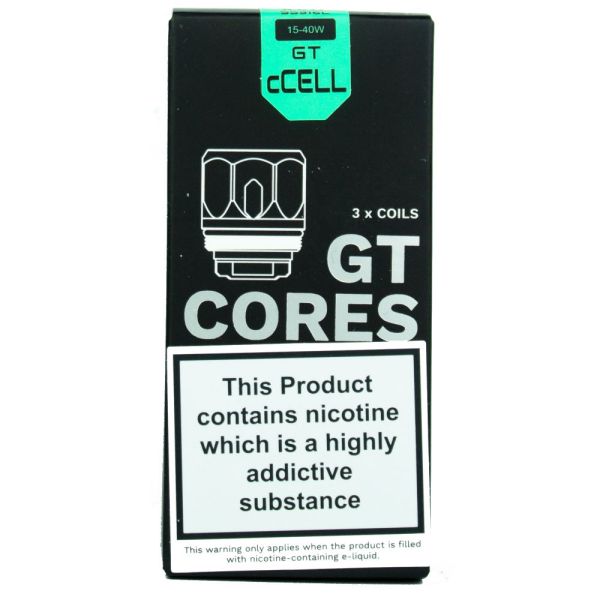 15-40W
GT
cCELL
3 x COILS
GT
CORES
This Product
contains nicotine
which is a highly
addictive
substance
This warning only applies when the product is filled
with nicotine-containing e-liquid.